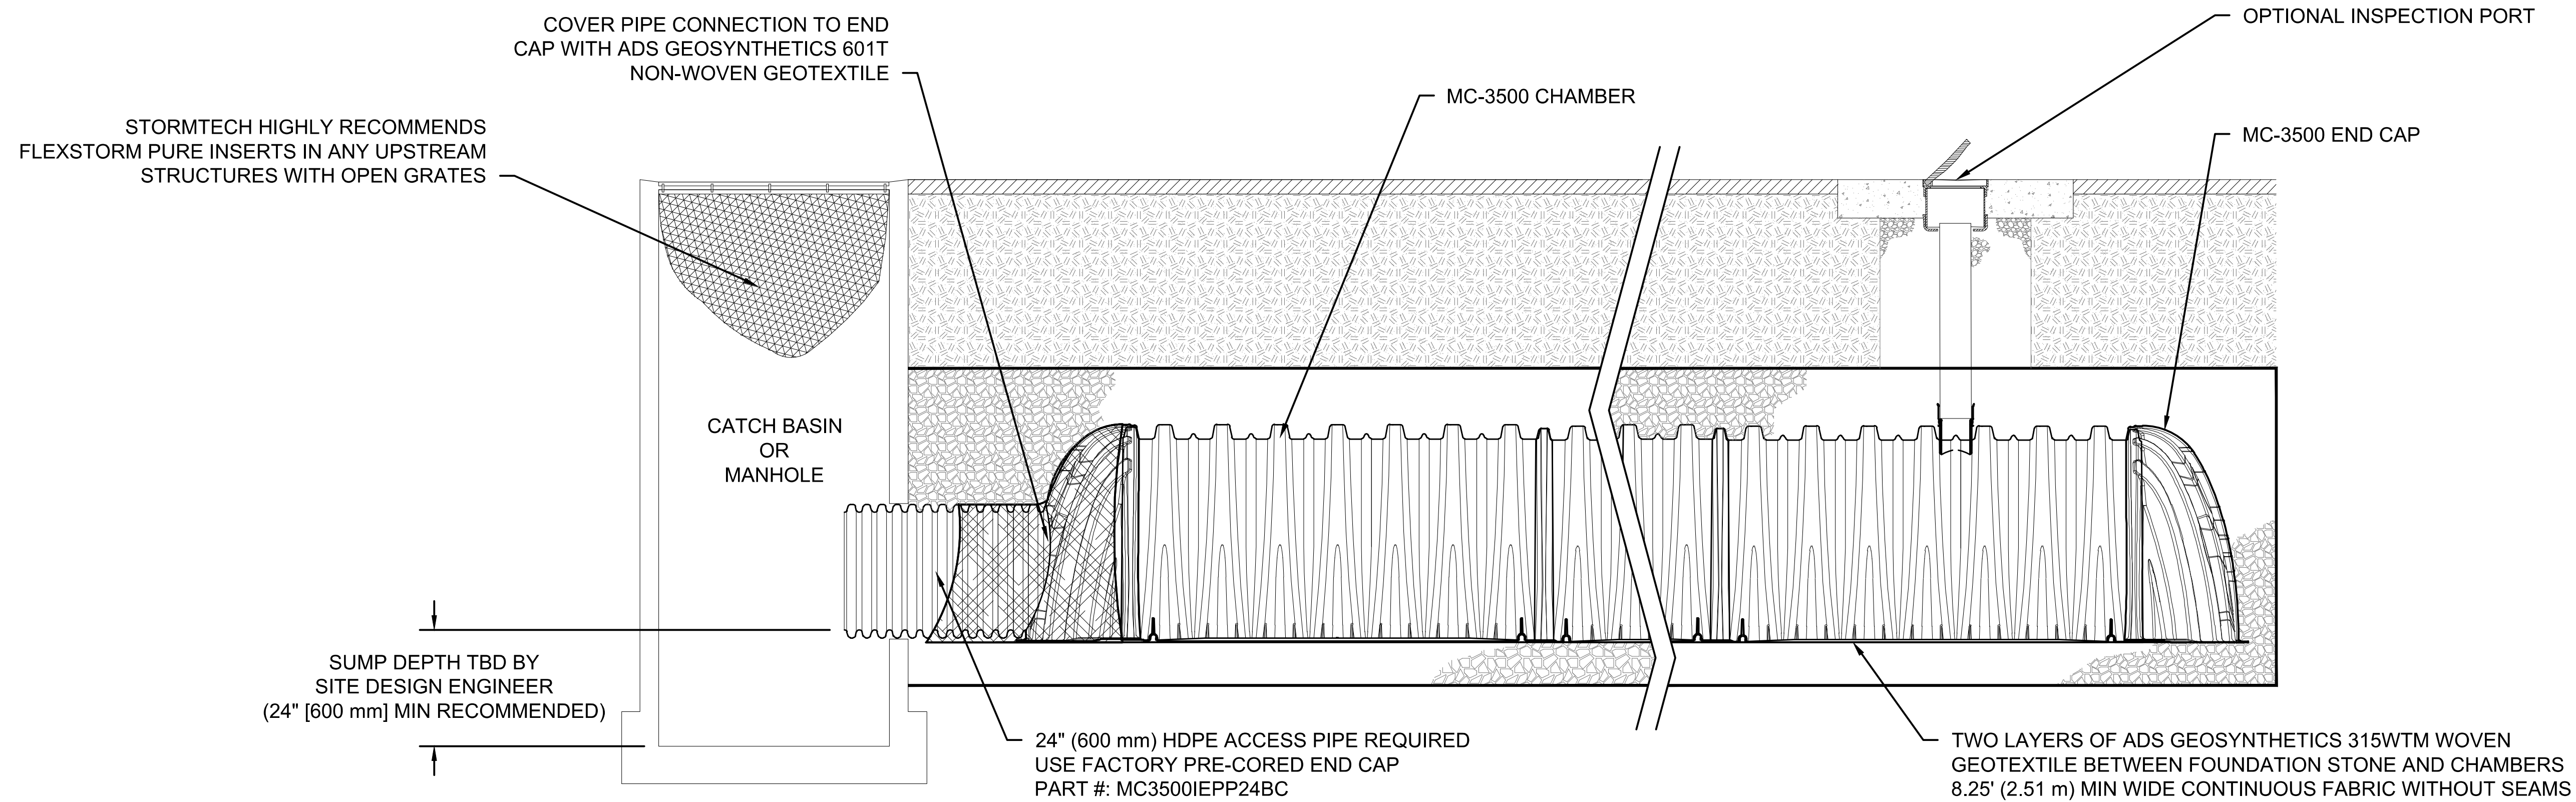 OPTIONAL INSPECTION PORT
COVER PIPE CONNECTION TO END
CAP WITH ADS GEOSYNTHETICS 601T
NON-WOVEN GEOTEXTILE
MC-3500 CHAMBER
STORMTECH HIGHLY RECOMMENDS
FLEXSTORM PURE INSERTS IN ANY UPSTREAM
STRUCTURES WITH OPEN GRATES
MC-3500 END CAP
CATCH BASIN
OR
MANHOLE
SUMP DEPTH TBD BY
SITE DESIGN ENGINEER
(24" [600 mm] MIN RECOMMENDED)
24" (600 mm) HDPE ACCESS PIPE REQUIRED
USE FACTORY PRE-CORED END CAP
PART #: MC3500IEPP24BC
TWO LAYERS OF ADS GEOSYNTHETICS 315WTM WOVEN
GEOTEXTILE BETWEEN FOUNDATION STONE AND CHAMBERS
8.25' (2.51 m) MIN WIDE CONTINUOUS FABRIC WITHOUT SEAMS